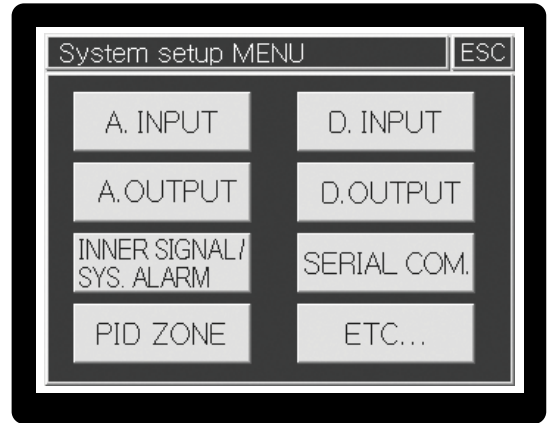 System setup MENU ESC
A. INPUT D. INPUT
A.OUTPUT D.OUTPUT
INNER SIGNAL/
SYS. ALARM
SERIAL COM.
PID ZONE ETC...